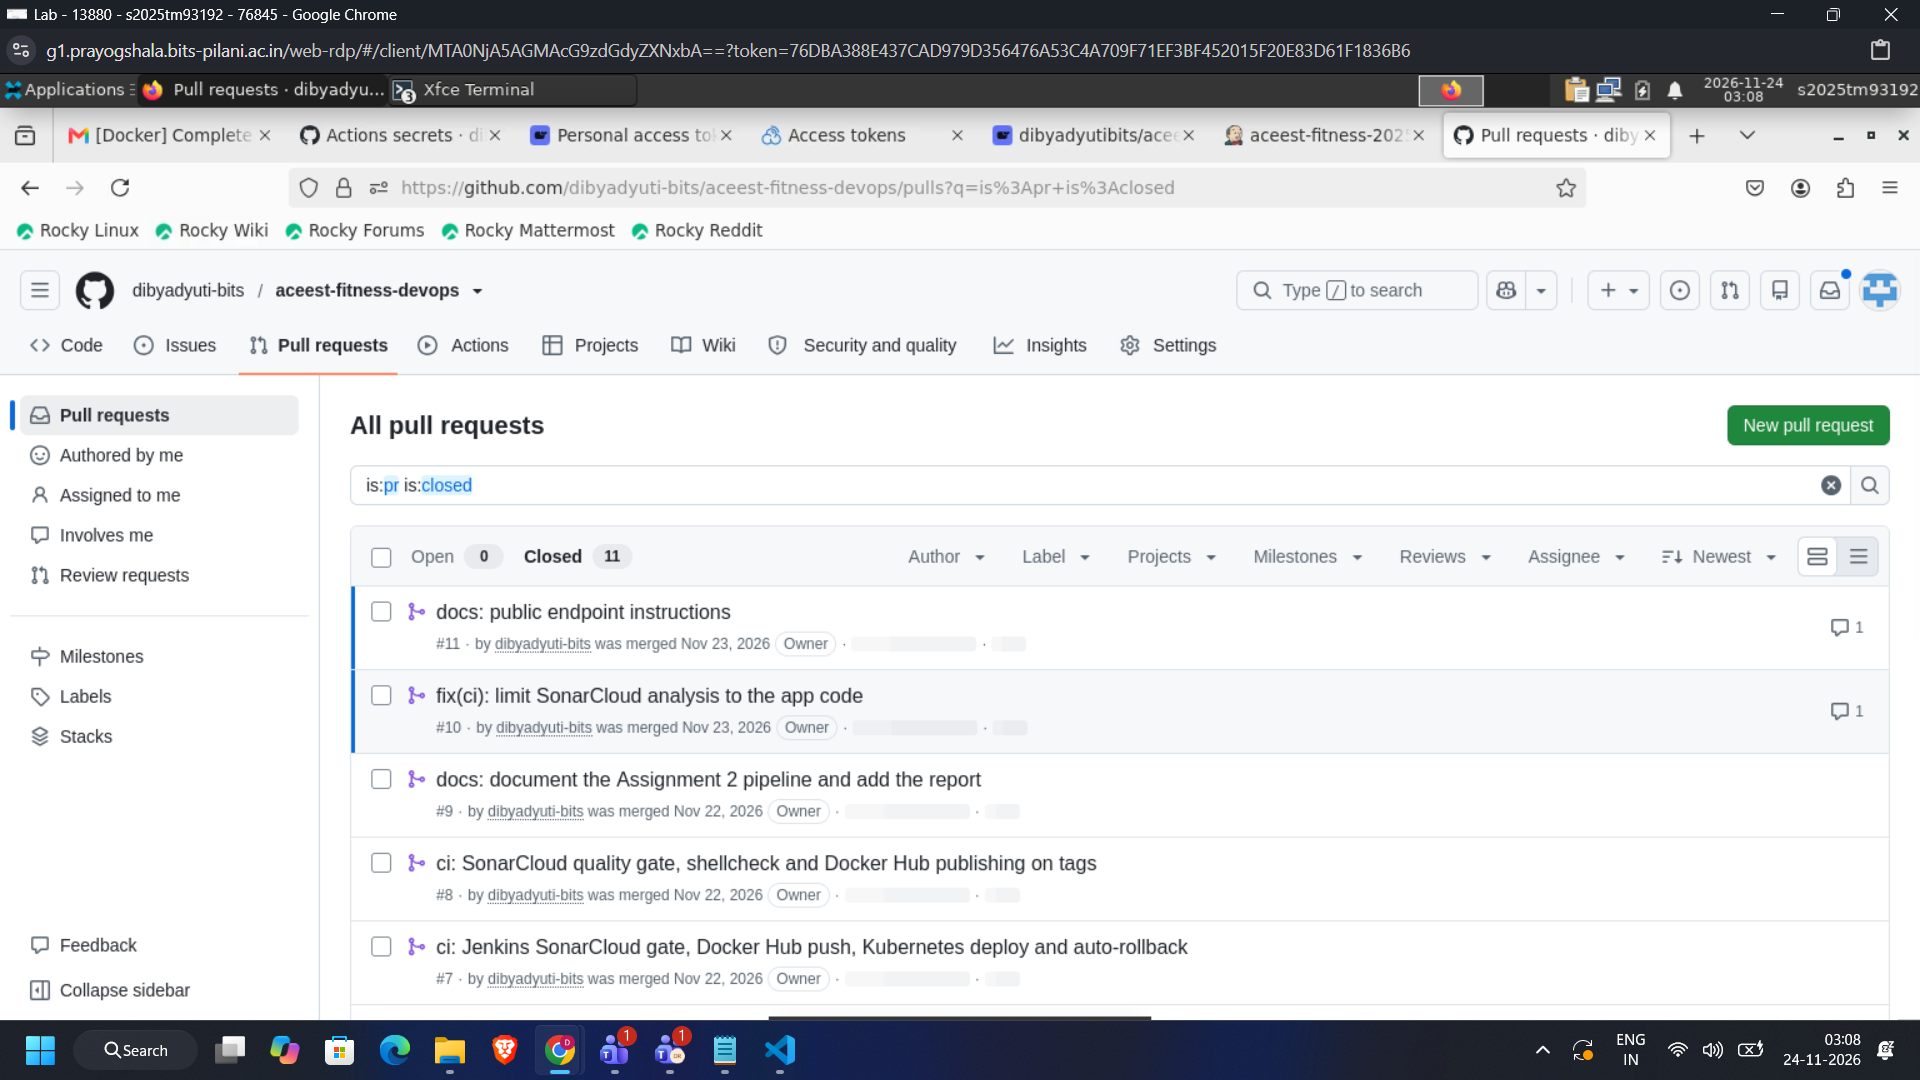 Lab - 13880 - s2025tm93192 - 76845 - Google Chrome
g1.prayogshala.bits-pilani.ac.in/web-rdp/#/client/MTA0NjA5AGMAcG9zdGdyZXNxbA==?token=76DBA388E437CAD979D356476A53C4A709F71EF3BF452015F20E83D61F1836B6
Applications Pull requests · dibyadyu... 3 Xfce Terminal 2026-11-24 03:08 s2025tm93192
[Docker] Complete Actions secrets · di Personal access to Access tokens dibyadyutibits/acee aceest-fitness-202 Pull requests · diby
https://github.com/dibyadyuti-bits/aceest-fitness-devops/pulls?q=is%3Apr+is%3Aclosed
Rocky Linux Rocky Wiki Rocky Forums Rocky Mattermost Rocky Reddit
dibyadyuti-bits / aceest-fitness-devops Type / to search
Code Issues Pull requests Actions Projects Wiki Security and quality Insights Settings
Pull requests
Authored by me
Assigned to me
Involves me
Review requests
Milestones
Labels
Stacks
Feedback
Collapse sidebar
All pull requests New pull request
is:pr is:closed
Open 0 Closed 11 Author Label Projects Milestones Reviews Assignee Newest
docs: public endpoint instructions
#11 · by dibyadyuti-bits was merged Nov 23, 2026 Owner · · 1
fix(ci): limit SonarCloud analysis to the app code
#10 · by dibyadyuti-bits was merged Nov 23, 2026 Owner · · 1
docs: document the Assignment 2 pipeline and add the report
#9 · by dibyadyuti-bits was merged Nov 22, 2026 Owner · ·
ci: SonarCloud quality gate, shellcheck and Docker Hub publishing on tags
#8 · by dibyadyuti-bits was merged Nov 22, 2026 Owner · ·
ci: Jenkins SonarCloud gate, Docker Hub push, Kubernetes deploy and auto-rollback
#7 · by dibyadyuti-bits was merged Nov 22, 2026 Owner · ·
Search D 1 1 ENG 03:08
IN 24-11-2026